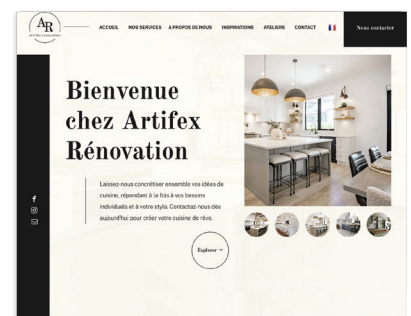 AR
ACCUEIL NOS SERVICES A PROPOS DE NOUS INSPIRATIONS ATELIERS CONTACT
Nous contacter
Bienvenue
chez Artifex
Rénovation
Laissez-nous concrétiser ensemble vos idées de
cuisine, répondant à la fois à vos besoins
individuels et à votre style. Contactez-nous dès
aujourd'hui pour créer votre cuisine de rêve.
Explorer →